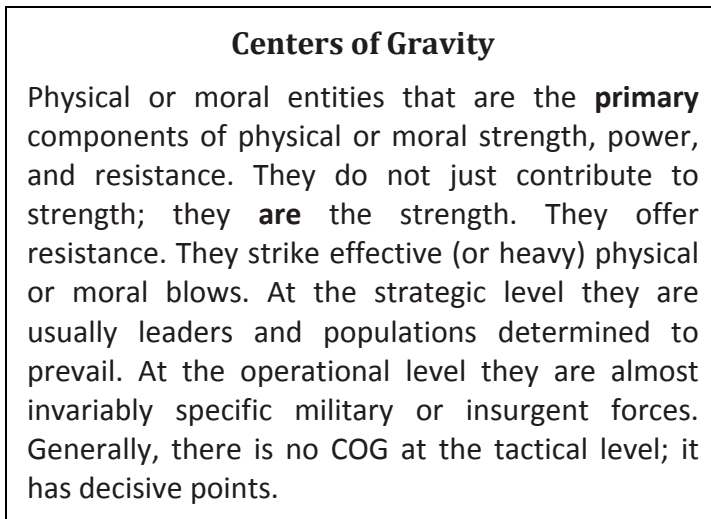 Centers of Gravity
Physical or moral entities that are the primary
components of physical or moral strength, power,
and resistance. They do not just contribute to
strength; they are the strength. They offer
resistance. They strike effective (or heavy) physical
or moral blows. At the strategic level they are
usually leaders and populations determined to
prevail. At the operational level they are almost
invariably specific military or insurgent forces.
Generally, there is no COG at the tactical level; it
has decisive points.